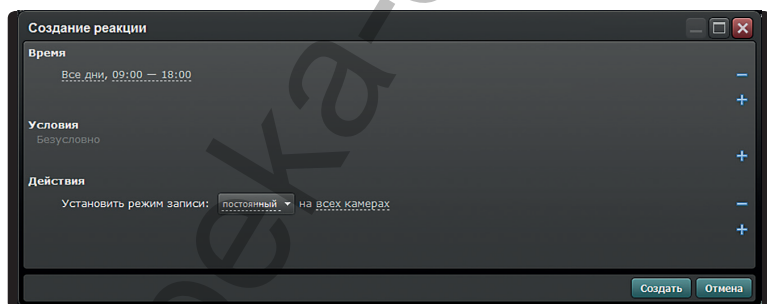 Создание реакции
Время
Все дни, 09:00 — 18:00
Условия
Безусловно
Действия
Установить режим записи: постоянный на всех камерах
Создать Отмена